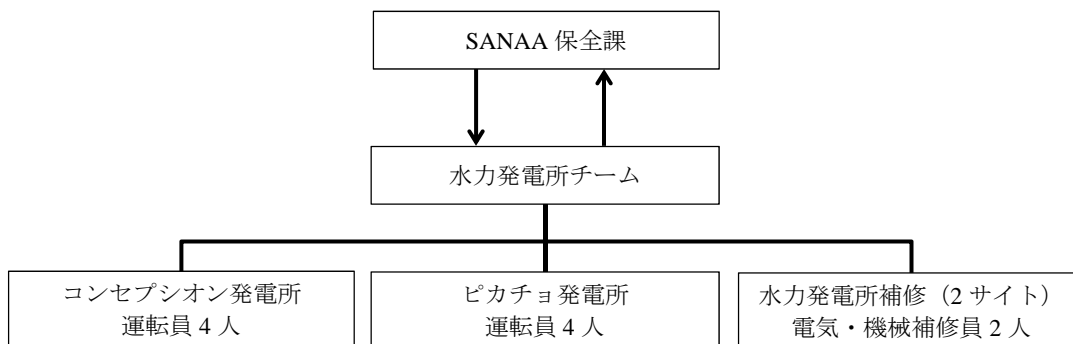 SANAA 保全課
水力発電所チーム
コンセプシオン発電所
運転員 4 人
ピカチョ発電所
運転員 4 人
水力発電所補修（2 サイト）
電気・機械補修員 2 人